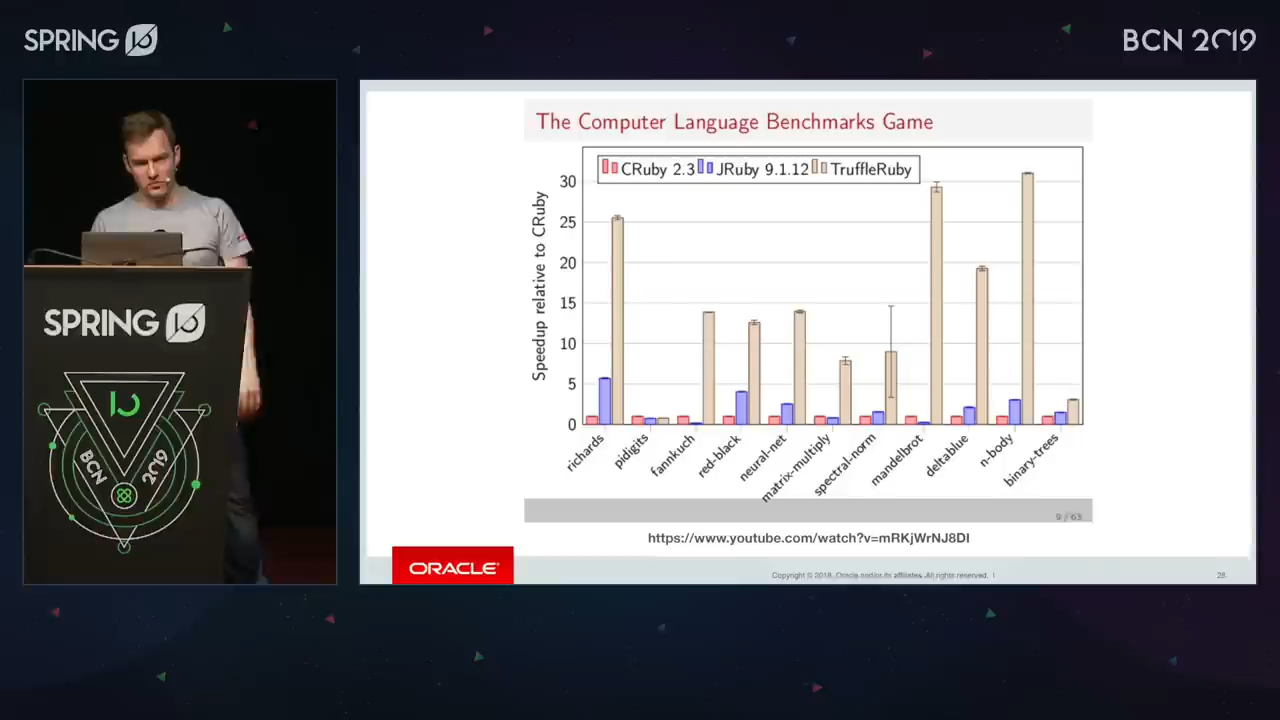 SPRING IO
BCN 2019
SPRING IO
IO
BCN
2019
The Computer Language Benchmarks Game
CRuby 2.3 JRuby 9.1.12 TruffleRuby
Speedup relative to CRuby
30
25
20
15
10
5
0
richards
pidigits
fannkuch
red-black
neural-net
matrix-multiply
spectral-norm
mandelbrot
deltablue
n-body
binary-trees
9 / 63
https://www.youtube.com/watch?v=mRKjWrNJ8DI
ORACLE
Copyright © 2018, Oracle and/or its affiliates. All rights reserved. |
28